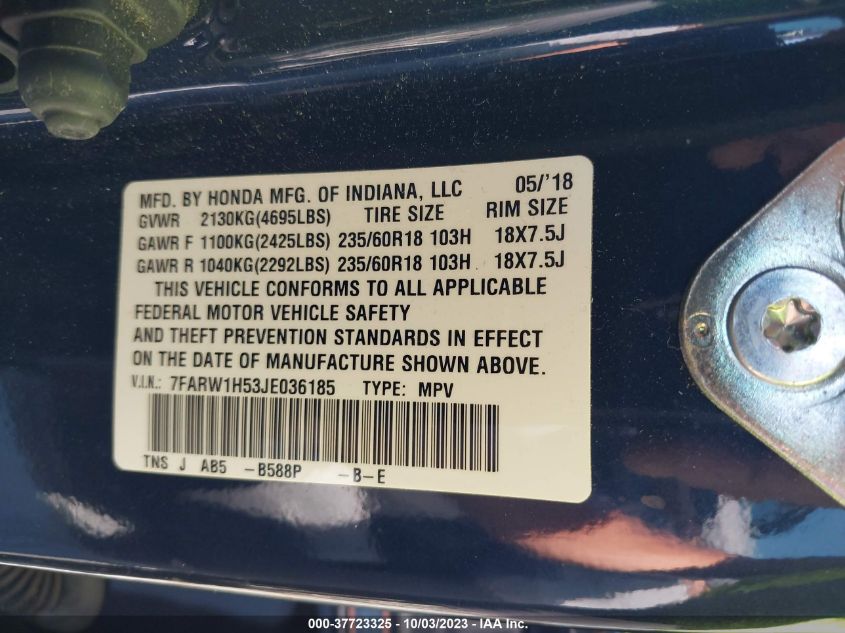 MFD. BY HONDA MFG. OF INDIANA, LLC 05/'18
GVWR 2130KG(4695LBS) TIRE SIZE RIM SIZE
GAWR F 1100KG(2425LBS) 235/60R18 103H 18X7.5J
GAWR R 1040KG(2292LBS) 235/60R18 103H 18X7.5J
THIS VEHICLE CONFORMS TO ALL APPLICABLE
FEDERAL MOTOR VEHICLE SAFETY
AND THEFT PREVENTION STANDARDS IN EFFECT
ON THE DATE OF MANUFACTURE SHOWN ABOVE.
V.I.N.: 7FARW1H53JE036185 TYPE: MPV
TNS J AB5 -B588P -B-E
000-37723325 - 10/03/2023 - IAA Inc.